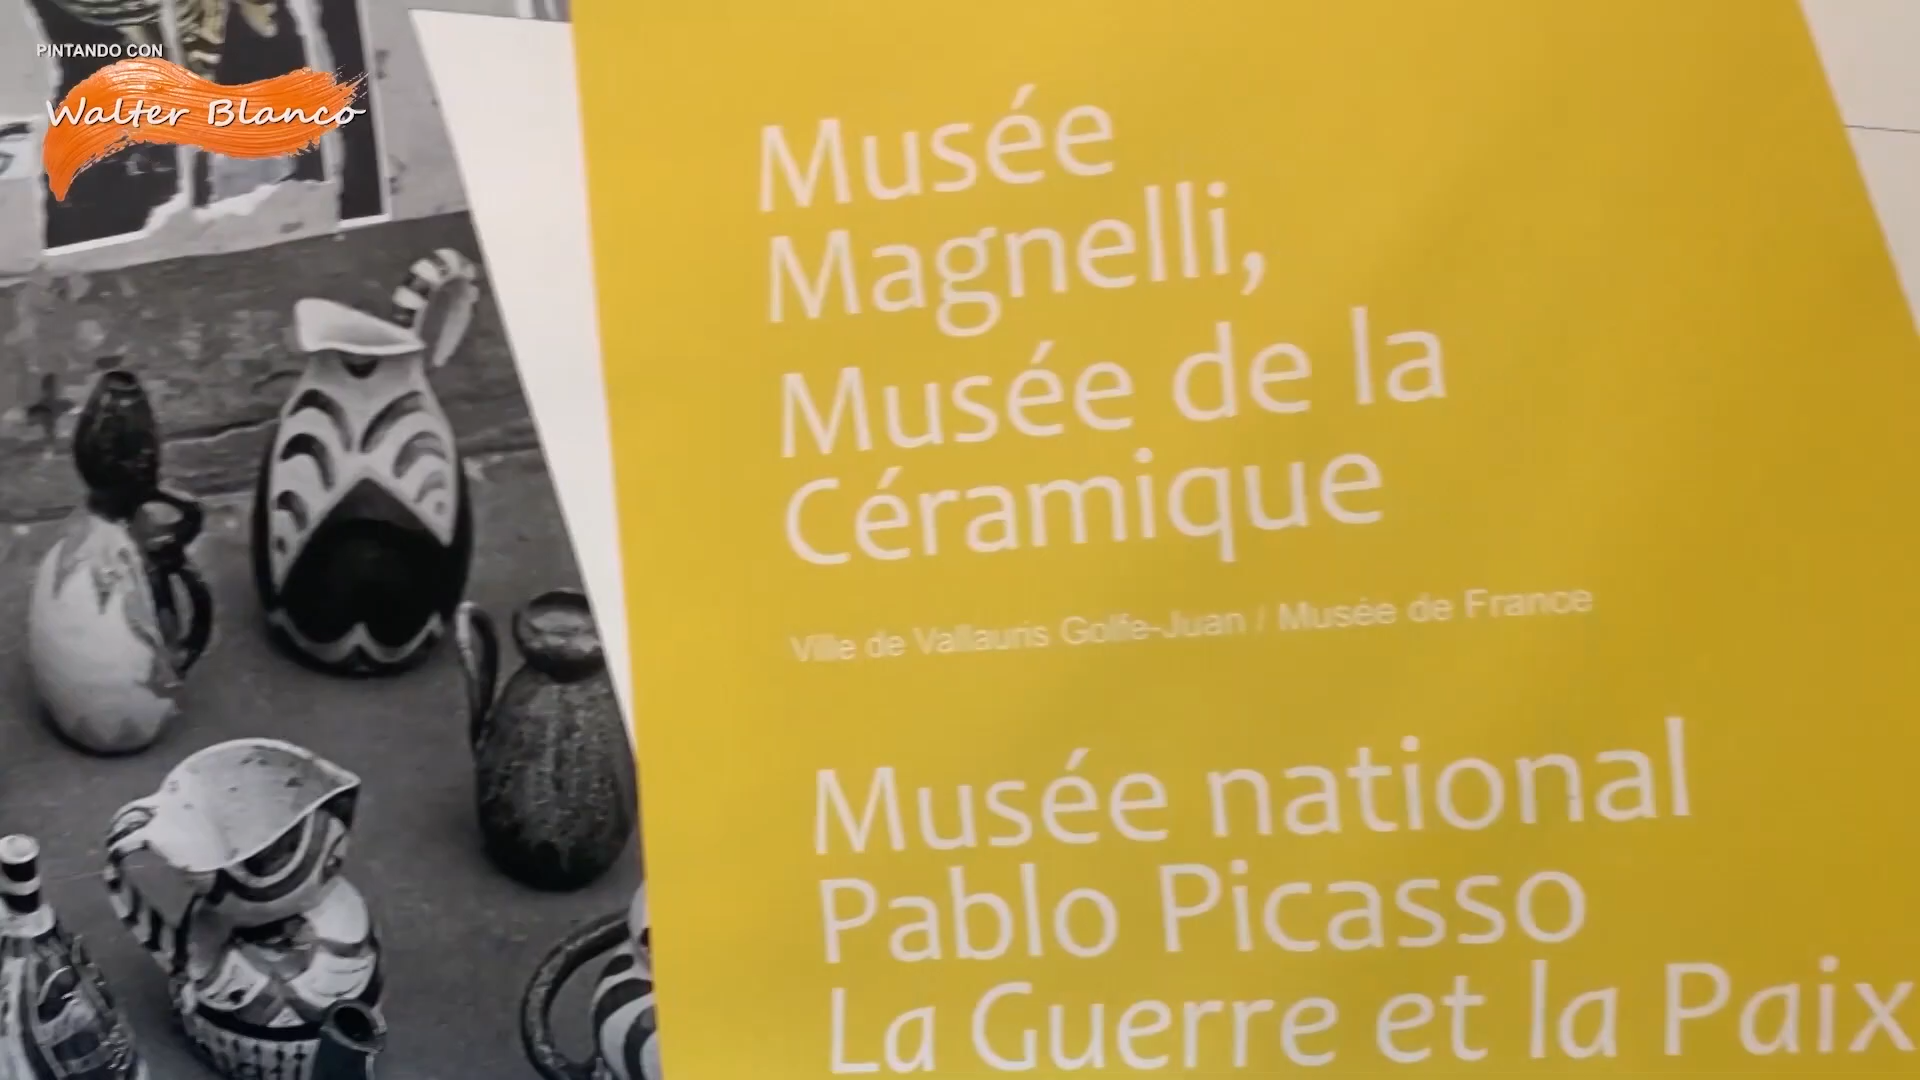 PINTANDO CON
Walter Blanco
Musée
Magnelli,
Musée de la
Céramique
Ville de Vallauris Golfe-Juan / Musée de France
Musée national
Pablo Picasso
La Guerre et la Paix